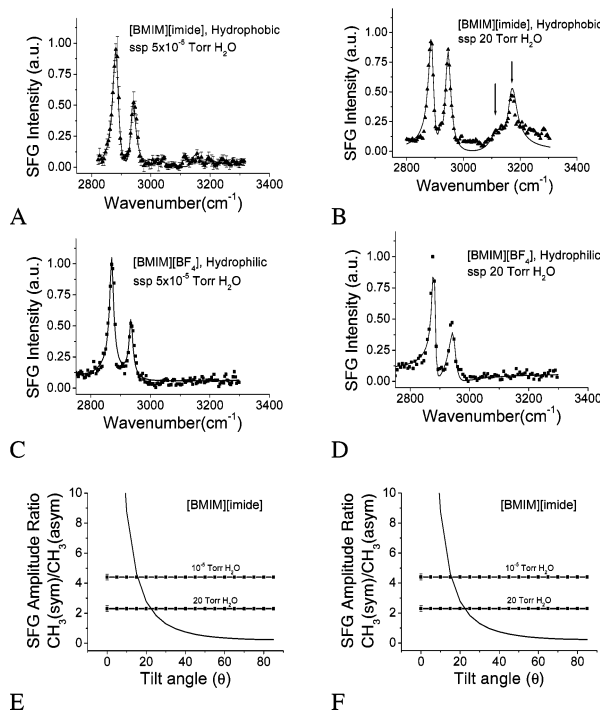 A
SFG Intensity (a.u.)
1.00
0.75
0.50
0.25
0.00
[BMIM][imide], Hydrophobic
ssp 5x10⁻⁵ Torr H₂O
2800 3000 3200 3400
Wavenumber(cm⁻¹)
B
SFG Intensity (a.u.)
1.00
0.75
0.50
0.25
0.00
[BMIM][imide], Hydrophobic
ssp 20 Torr H₂O
2800 3000 3200 3400
Wavenumber (cm⁻¹)
C
SFG Intensity (a.u.)
1.00
0.75
0.50
0.25
0.00
[BMIM][BF₄], Hydrophilic
ssp 5x10⁻⁵ Torr H₂O
2800 3000 3200 3400
Wavenumber(cm⁻¹)
D
SFG Intensity (a.u.)
1.00
0.75
0.50
0.25
0.00
[BMIM][BF₄], Hydrophilic
ssp 20 Torr H₂O
2800 3000 3200 3400
Wavenumber(cm⁻¹)
E
SFG Amplitude Ratio
CH₃(sym)/CH₃(asym)
10
8
6
4
2
0
[BMIM][imide]
10⁻⁵ Torr H₂O
20 Torr H₂O
0 20 40 60 80
Tilt angle (θ)
F
SFG Amplitude Ratio
CH₃(sym)/CH₃(asym)
10
8
6
4
2
0
[BMIM][imide]
10⁻⁵ Torr H₂O
20 Torr H₂O
0 20 40 60 80
Tilt angle (θ)